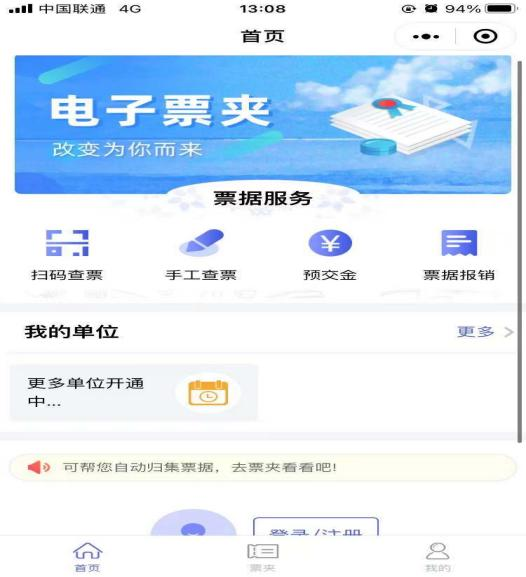 中国联通 4G 13:08 94%
首页
电子票夹
改变为你而来
票据服务
扫码查票 手工查票 预交金 票据报销
我的单位 更多
更多单位开通
中...
可帮您自动归集票据，去票夹看看吧!
登录/注册
首页 票夹 我的